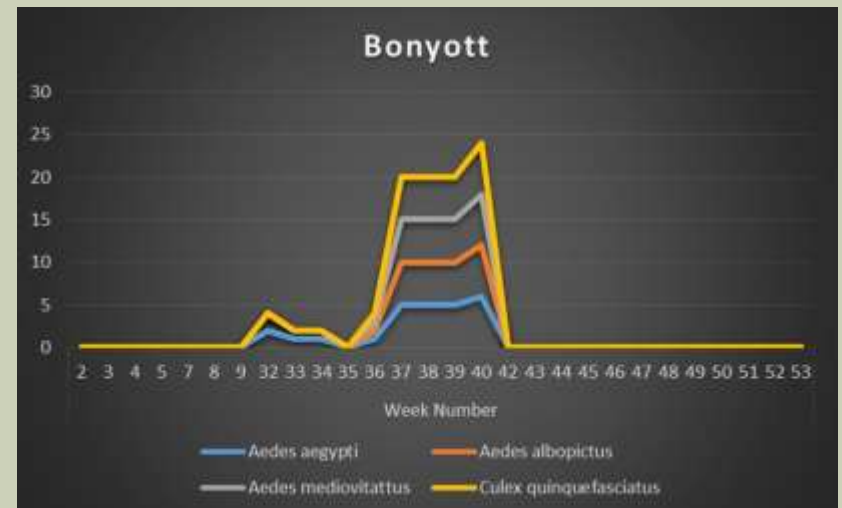 Bonyott
30
25
20
15
10
5
0
2 3 4 5 7 8 9 32 33 34 35 36 37 38 39 40 42 43 44 45 46 47 48 49 50 51 52 53
Week Number
Aedes aegypti Aedes albopictus
Aedes mediovitattus Culex quinquefasciatus